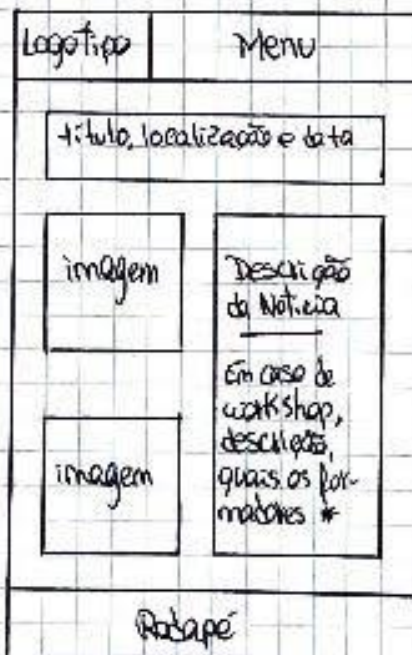 Logotipo
Menu
título, localização e data
imagem
Descrição
da Notícia
Em caso de
workshop,
descrição,
quais os for-
madores *
imagem
Rodapé